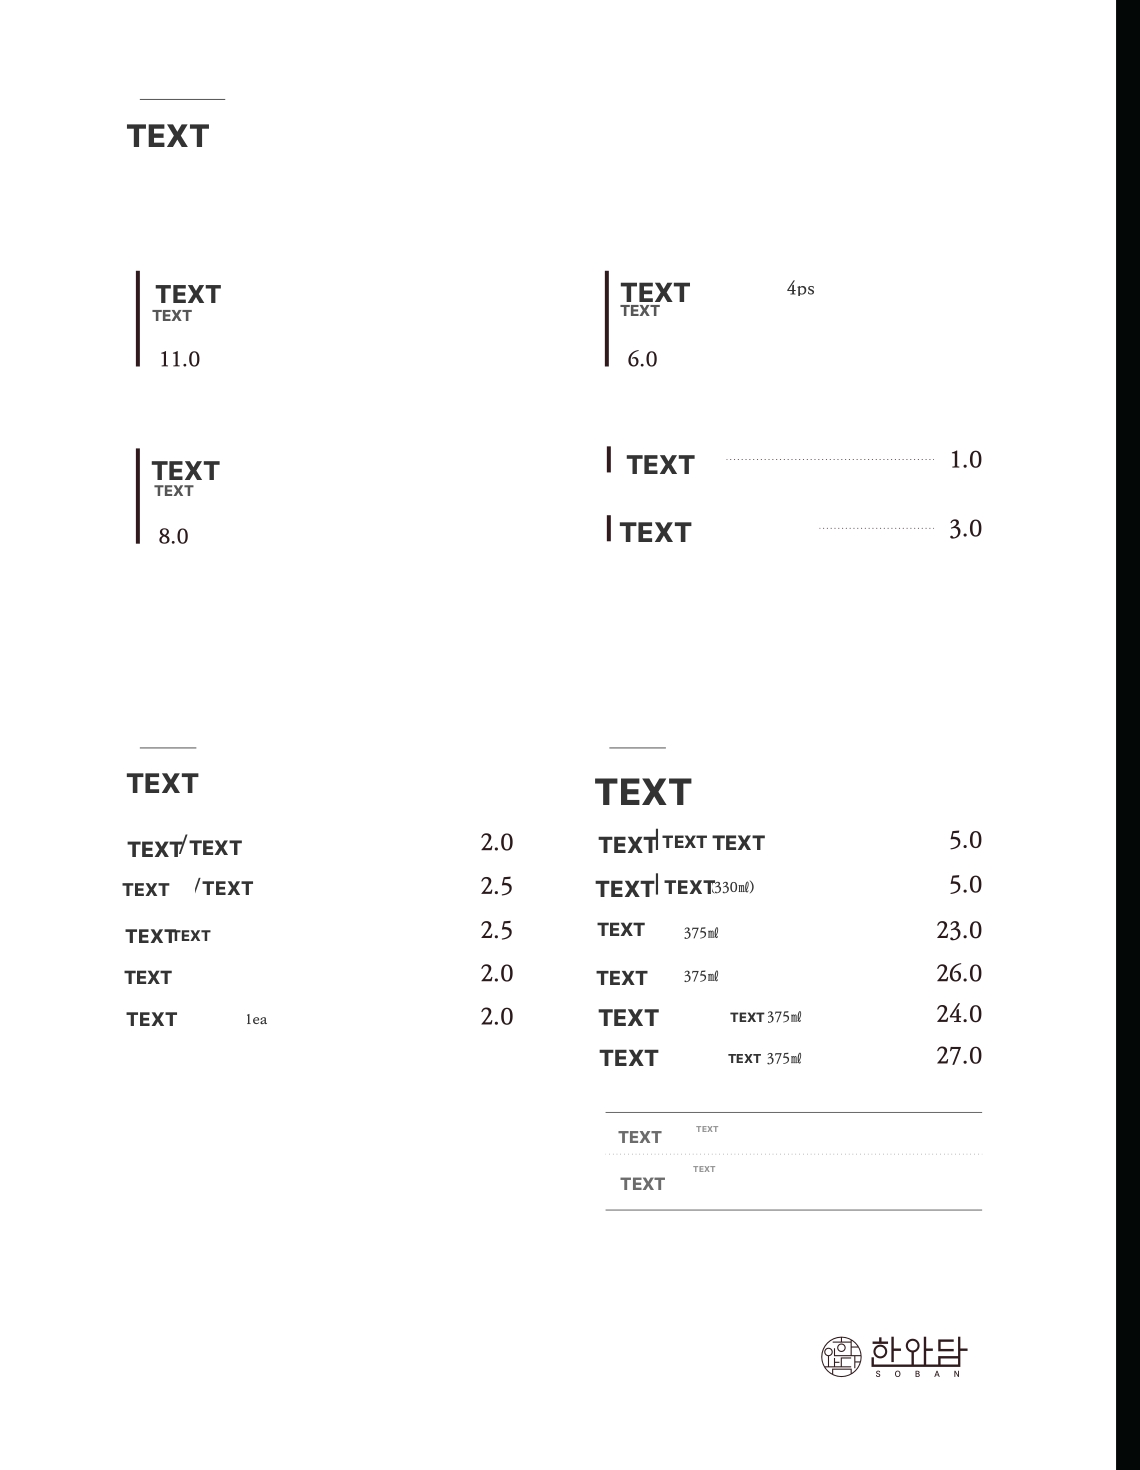 TEXT
TEXT
TEXT
11.0
TEXT 4ps
TEXT
6.0
TEXT
TEXT
8.0
TEXT 1.0
TEXT 3.0
TEXT
TEXT/TEXT 2.0
TEXT /TEXT 2.5
TEXT TEXT 2.5
TEXT 2.0
TEXT 1ea 2.0
TEXT
TEXT| TEXT TEXT 5.0
TEXT| TEXT(330㎖) 5.0
TEXT 375㎖ 23.0
TEXT 375㎖ 26.0
TEXT TEXT 375㎖ 24.0
TEXT TEXT 375㎖ 27.0
TEXT TEXT
TEXT TEXT
한와담
SOBAN